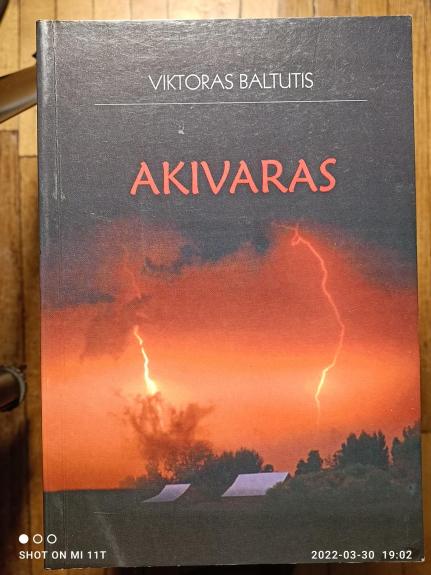 VIKTORAS BALTUTIS
AKIVARAS
SHOT ON MI 11T
2022-03-30 19:02